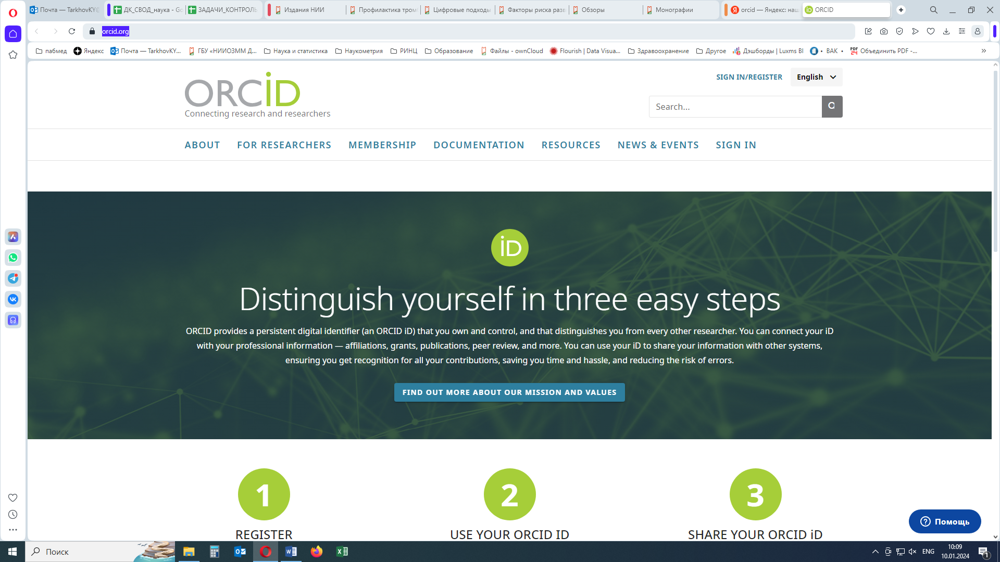 Почта — TarkhovKY@
ДК_СВОД_наука - Go
ЗАДАЧИ_КОНТРОЛЬ
Издания НИИ
Профилактика тром
Цифровые подходы
Факторы риска разв
Обзоры
Монографии
orcid — Яндекс: наш
ORCID
orcid.org
пабмед
Яндекс
Почта — TarkhovKY...
ГБУ «НИИОЗММ Д...
Наука и статистика
Наукометрия
РИНЦ
Образование
Файлы - ownCloud
Flourish | Data Visua...
Здравоохранение
Другое
Дэшборды | Luxms BI
• ВАК •
Объединить PDF -...
ORCID
Connecting research and researchers
SIGN IN/REGISTER
English
Search...
ABOUT
FOR RESEARCHERS
MEMBERSHIP
DOCUMENTATION
RESOURCES
NEWS & EVENTS
SIGN IN
iD
Distinguish yourself in three easy steps
ORCID provides a persistent digital identifier (an ORCID iD) that you own and control, and that distinguishes you from every other researcher. You can connect your iD
with your professional information — affiliations, grants, publications, peer review, and more. You can use your iD to share your information with other systems,
ensuring you get recognition for all your contributions, saving you time and hassle, and reducing the risk of errors.
FIND OUT MORE ABOUT OUR MISSION AND VALUES
1
2
3
REGISTER
USE YOUR ORCID ID
SHARE YOUR ORCID iD
Помощь
Поиск
ENG
10:09
10.01.2024
1